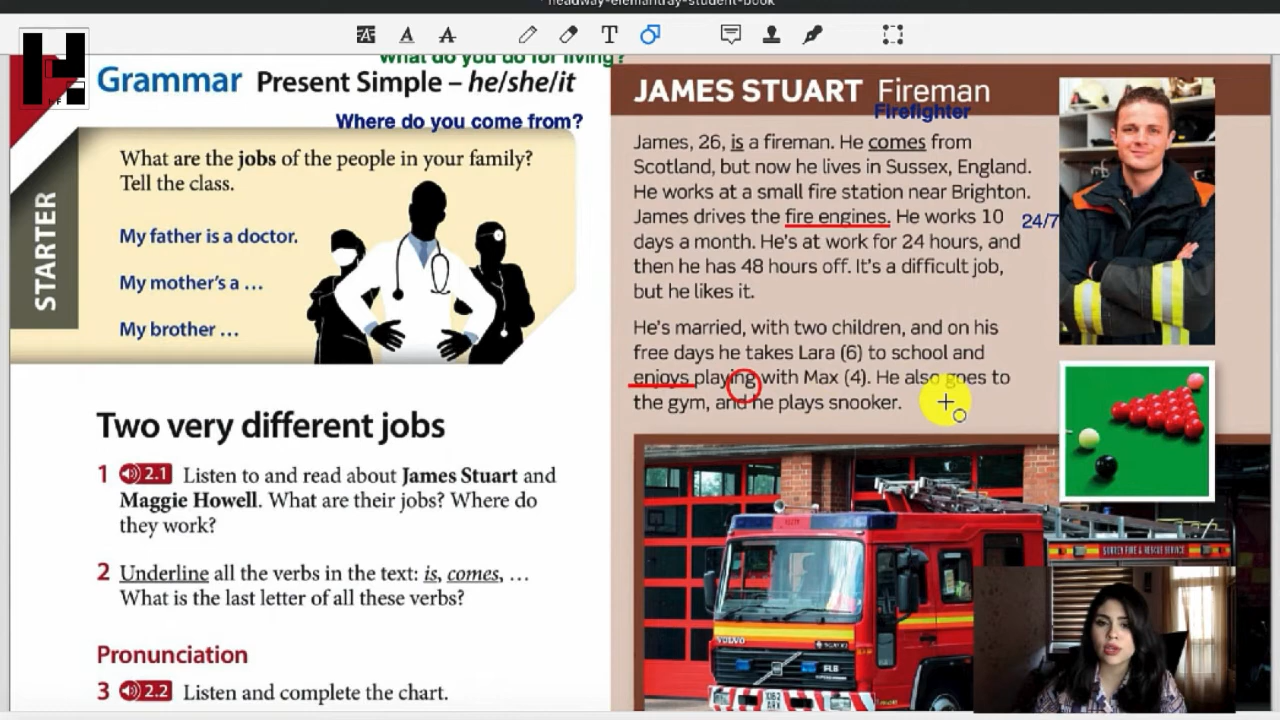 headway-elemantray-student-book
What do you do for living?
Grammar Present Simple – he/she/it
Where do you come from?
STARTER
What are the jobs of the people in your family?
Tell the class.
My father is a doctor.
My mother's a …
My brother …
Two very different jobs
1 2.1 Listen to and read about James Stuart and
Maggie Howell. What are their jobs? Where do
they work?
2 Underline all the verbs in the text: is, comes, …
What is the last letter of all these verbs?
Pronunciation
3 2.2 Listen and complete the chart.
JAMES STUART Fireman
Firefighter
James, 26, is a fireman. He comes from
Scotland, but now he lives in Sussex, England.
He works at a small fire station near Brighton.
James drives the fire engines. He works 10
24/7
days a month. He's at work for 24 hours, and
then he has 48 hours off. It's a difficult job,
but he likes it.
He's married, with two children, and on his
free days he takes Lara (6) to school and
enjoys playing with Max (4). He also goes to
the gym, and he plays snooker.
VOLVO
FL6